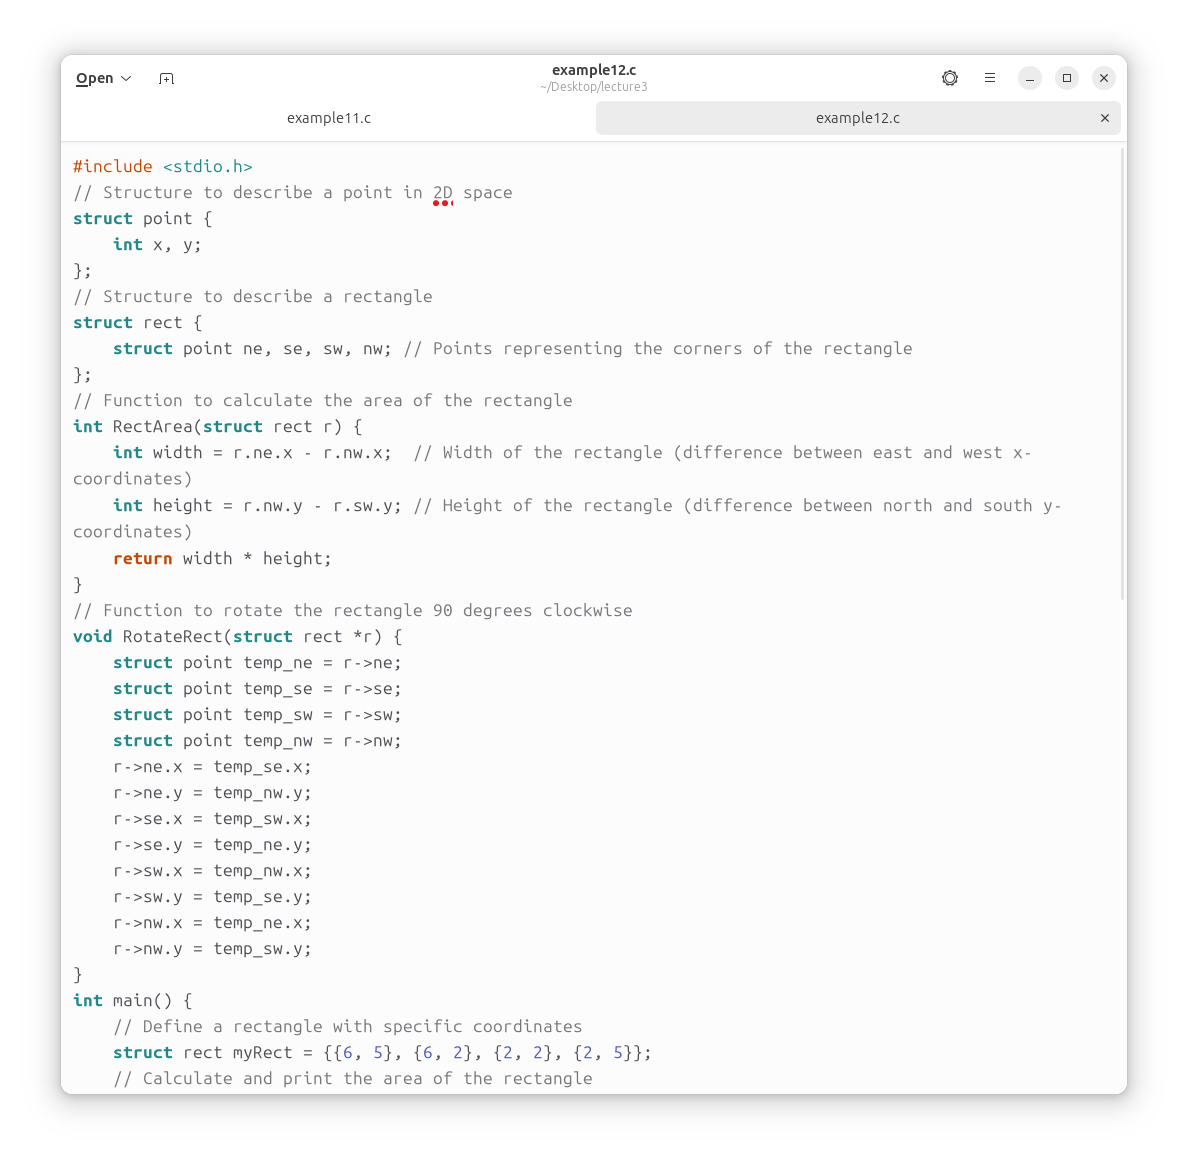 Open
example12.c
~/Desktop/lecture3
example11.c
example12.c
#include <stdio.h>
// Structure to describe a point in 2D space
struct point {
    int x, y;
};
// Structure to describe a rectangle
struct rect {
    struct point ne, se, sw, nw; // Points representing the corners of the rectangle
};
// Function to calculate the area of the rectangle
int RectArea(struct rect r) {
    int width = r.ne.x - r.nw.x;  // Width of the rectangle (difference between east and west x-
coordinates)
    int height = r.nw.y - r.sw.y; // Height of the rectangle (difference between north and south y-
coordinates)
    return width * height;
}
// Function to rotate the rectangle 90 degrees clockwise
void RotateRect(struct rect *r) {
    struct point temp_ne = r->ne;
    struct point temp_se = r->se;
    struct point temp_sw = r->sw;
    struct point temp_nw = r->nw;
    r->ne.x = temp_se.x;
    r->ne.y = temp_nw.y;
    r->se.x = temp_sw.x;
    r->se.y = temp_ne.y;
    r->sw.x = temp_nw.x;
    r->sw.y = temp_se.y;
    r->nw.x = temp_ne.x;
    r->nw.y = temp_sw.y;
}
int main() {
    // Define a rectangle with specific coordinates
    struct rect myRect = {{6, 5}, {6, 2}, {2, 2}, {2, 5}};
    // Calculate and print the area of the rectangle